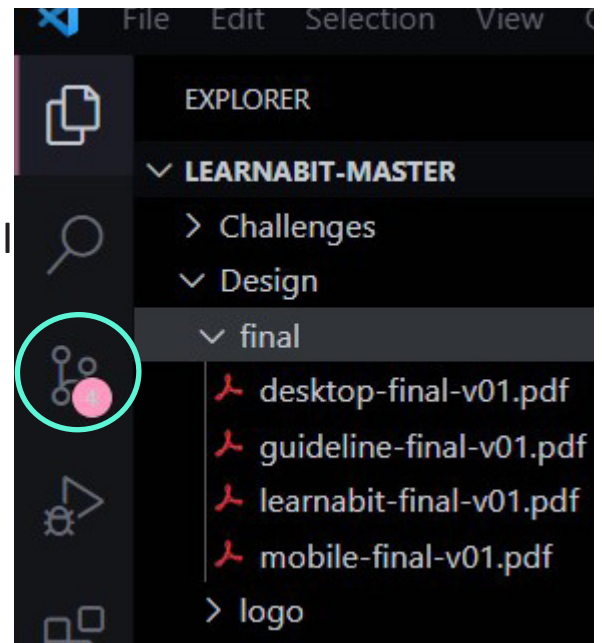 File Edit Selection View
EXPLORER
LEARNABIT-MASTER
Challenges
Design
final
4
desktop-final-v01.pdf
guideline-final-v01.pdf
learnabit-final-v01.pdf
mobile-final-v01.pdf
logo